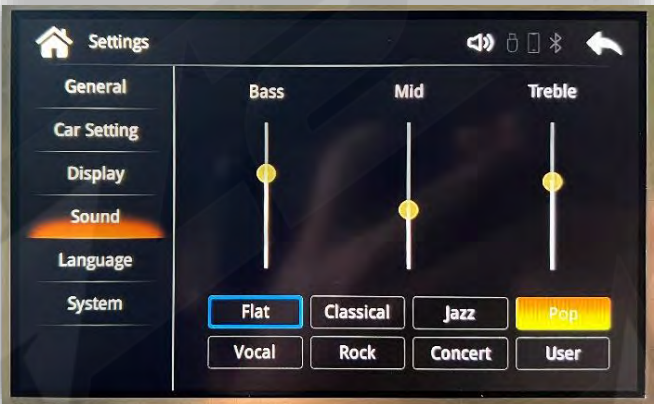 Settings
General
Car Setting
Display
Sound
Language
System
Bass Mid Treble
Flat Classical Jazz Pop
Vocal Rock Concert User